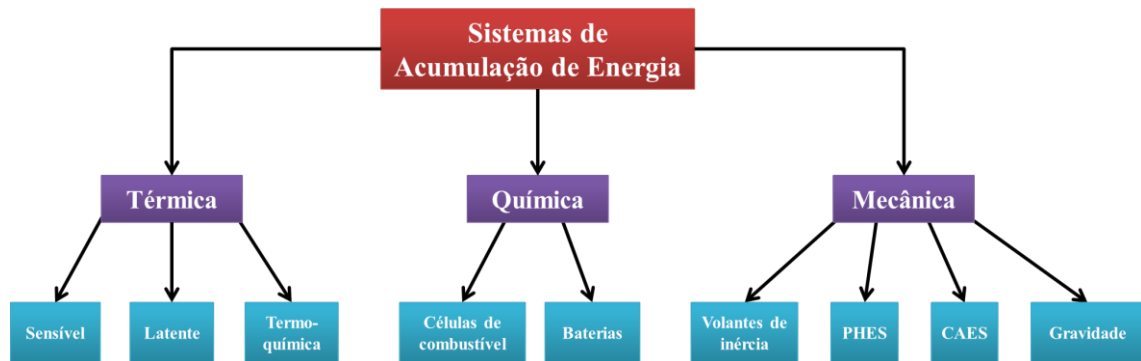 Sistemas de
Acumulação de Energia
Térmica
Química
Mecânica
Sensível
Latente
Termo-
química
Células de
combustível
Baterias
Volantes de
inércia
PHES
CAES
Gravidade